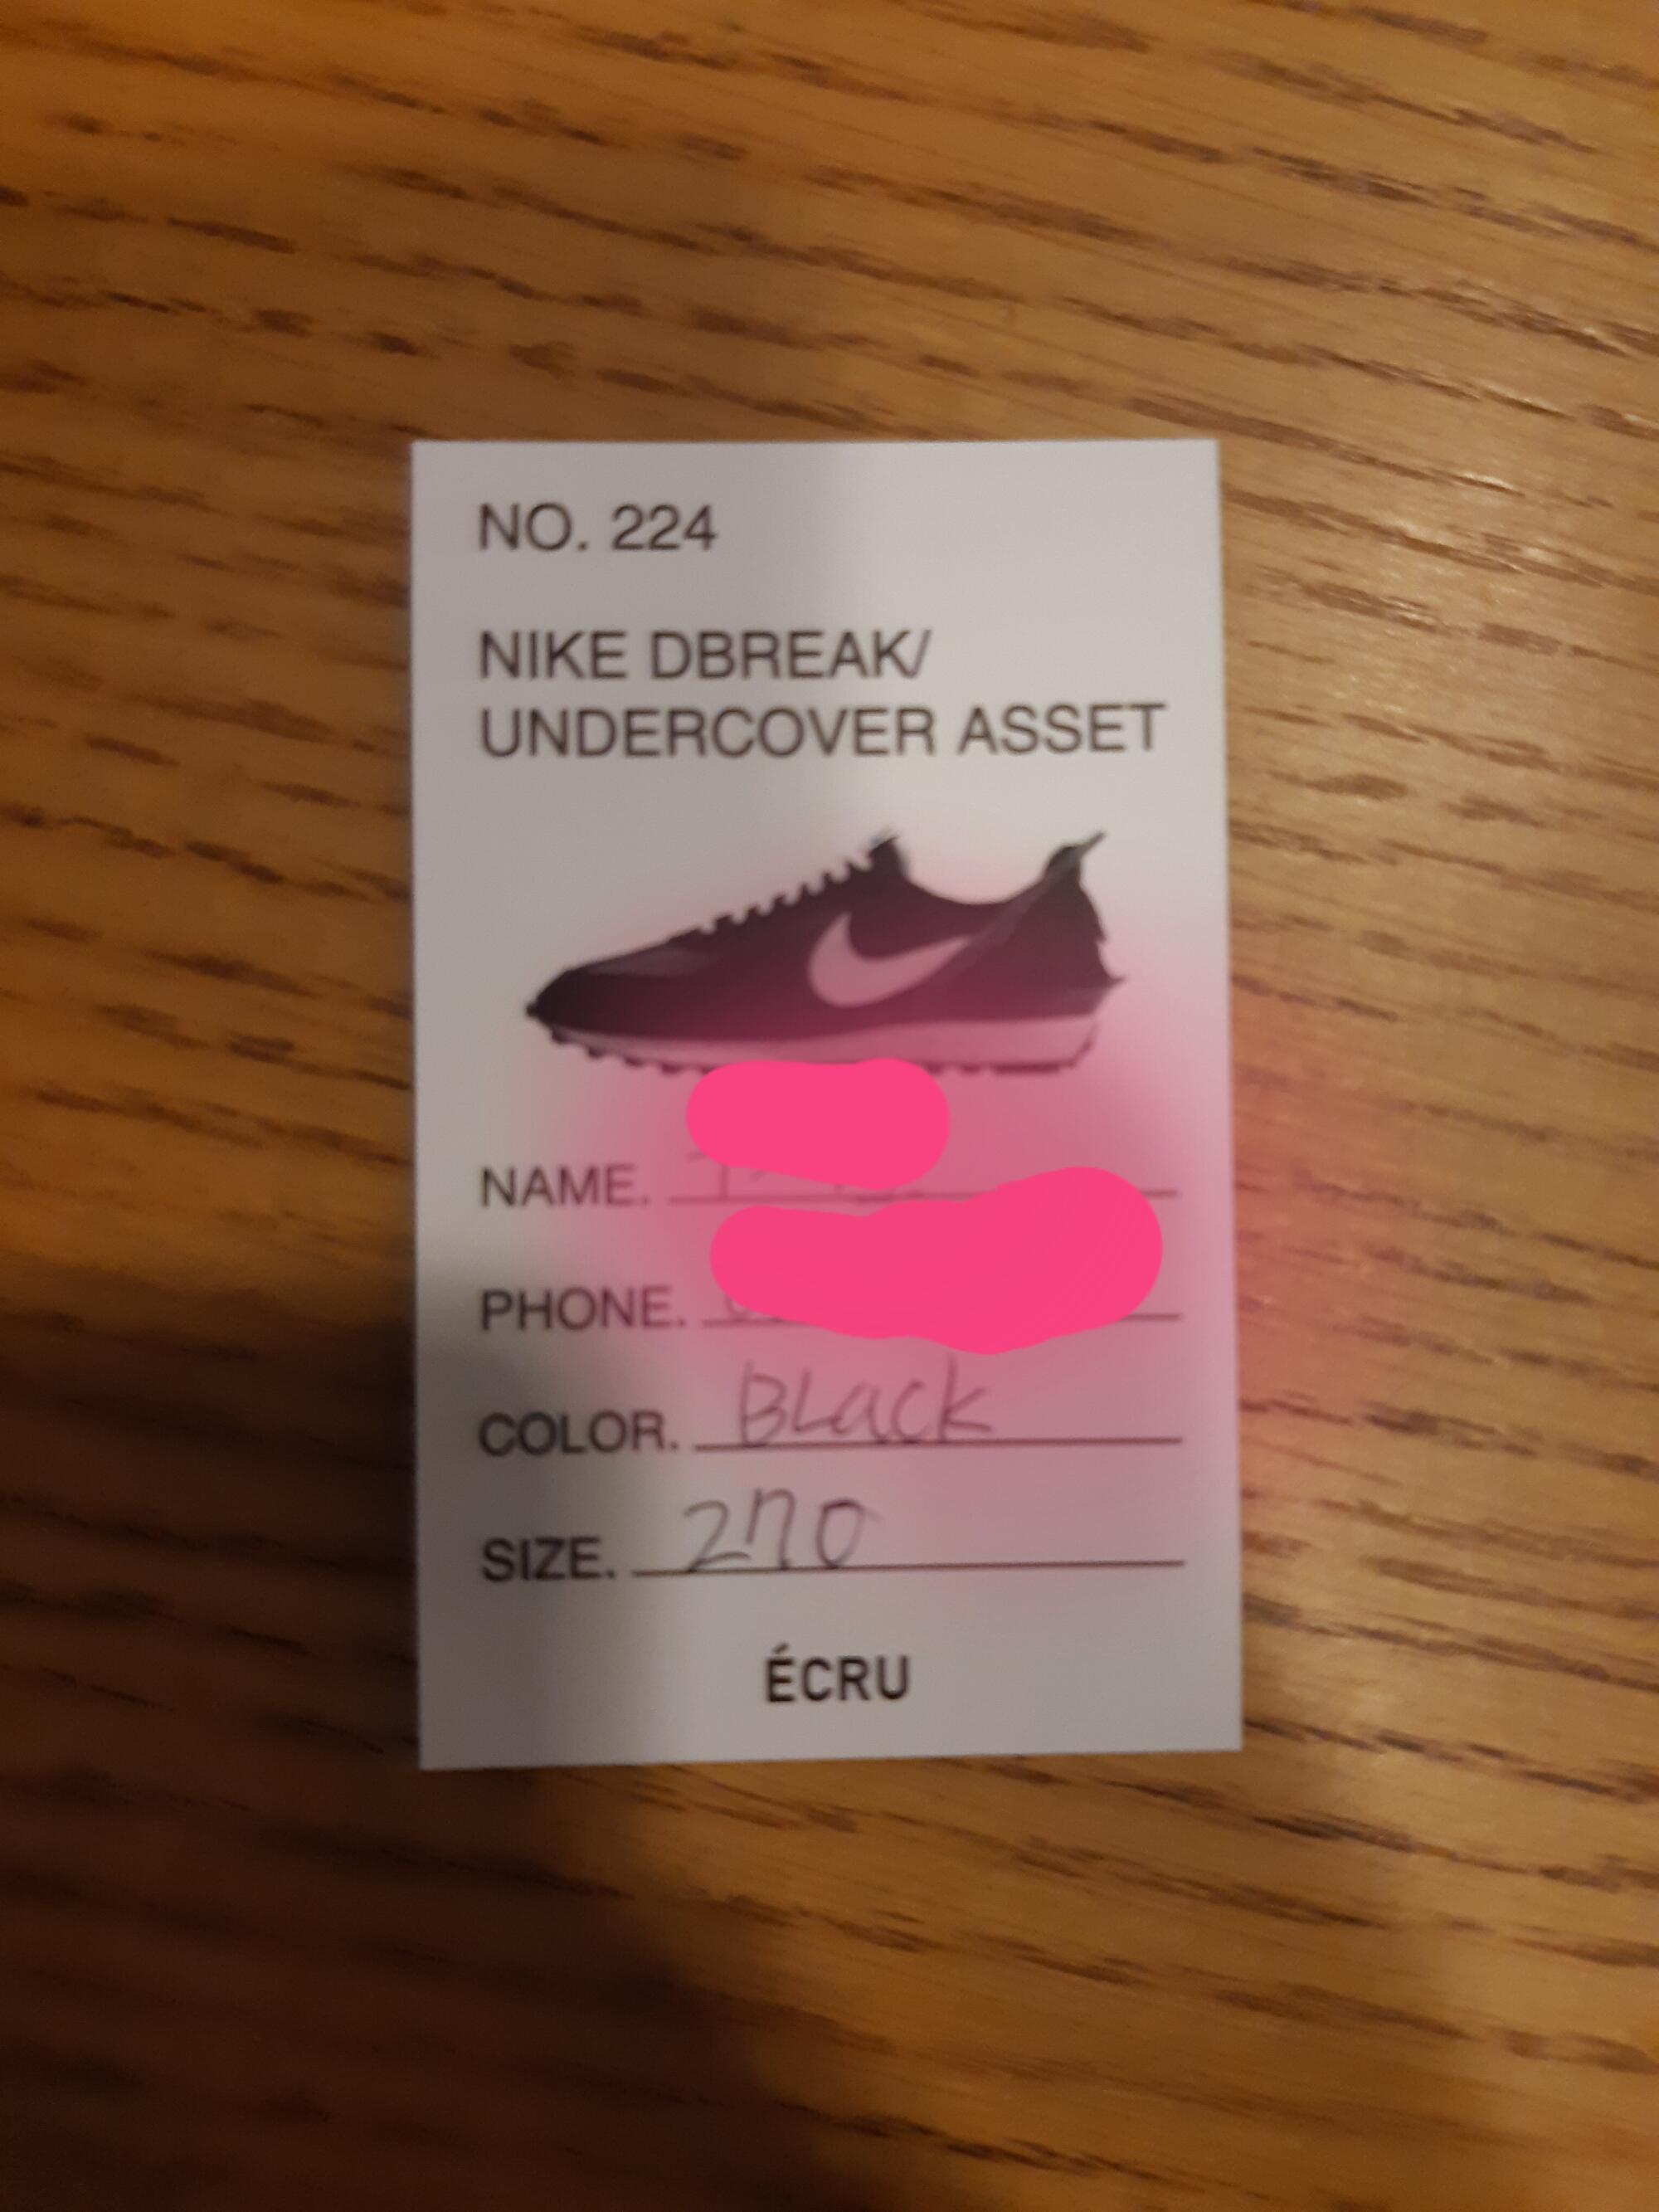 NO. 224
NIKE DBREAK/
UNDERCOVER ASSET
NAME.
PHONE.
COLOR. BLack
SIZE. 270
ÉCRU